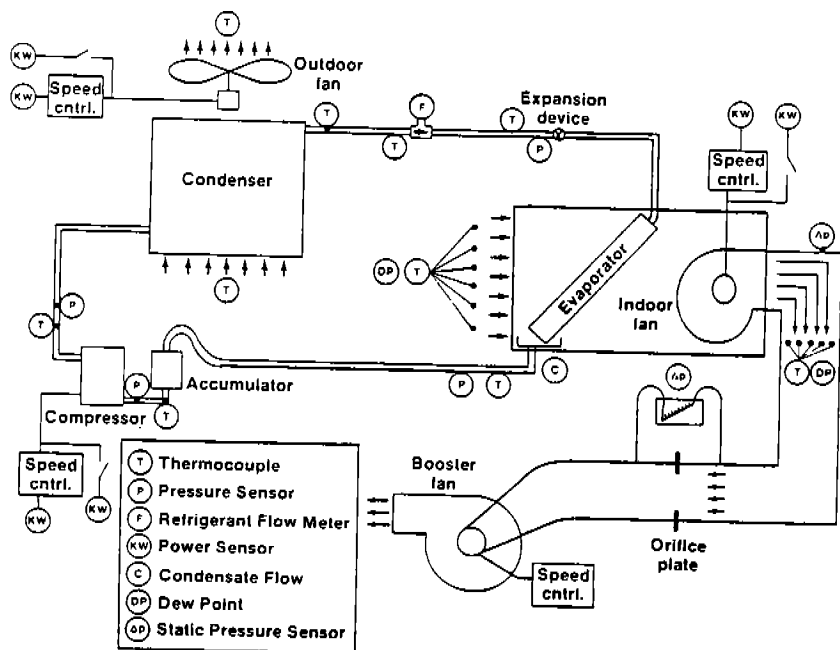 T
Outdoor
fan
KW
KW
Speed
cntrl.
T
F
T
T
P
Expansion
device
KW
KW
Speed
cntrl.
Condenser
T
DP
T
Evaporator
Indoor
fan
Δp
T
DP
P
T
Compressor
P
T
Accumulator
P
T
C
Δp
Speed
cntrl.
KW
KW
T Thermocouple
P Pressure Sensor
F Refrigerant Flow Meter
KW Power Sensor
C Condensate Flow
DP Dew Point
ΔP Static Pressure Sensor
Booster
fan
Speed
cntrl.
Orifice
plate